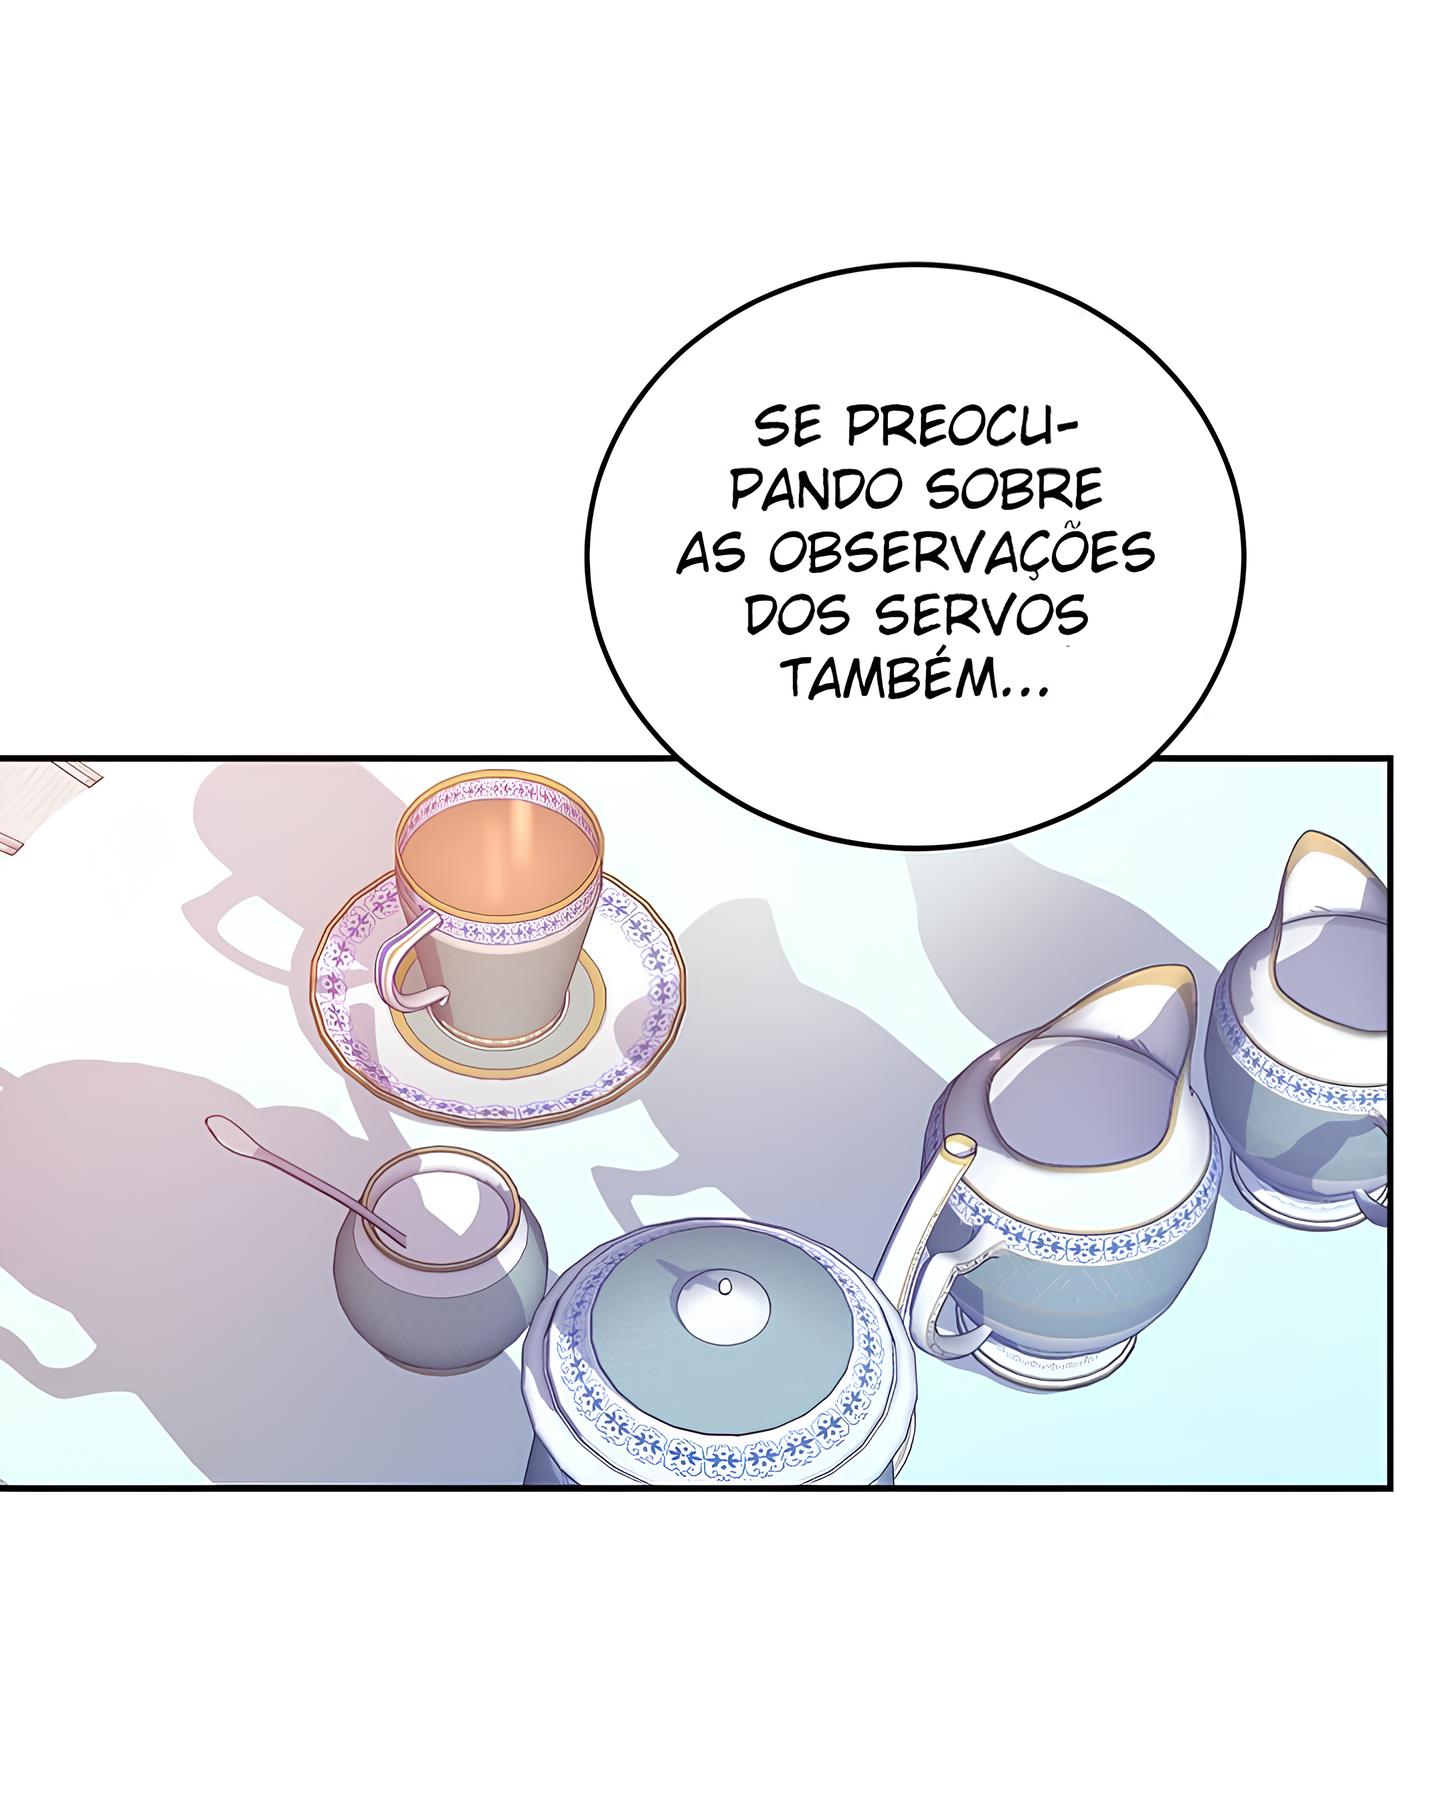 SE PREOCU-
PANDO SOBRE
AS OBSERVAÇÕES
DOS SERVOS
TAMBÉM...